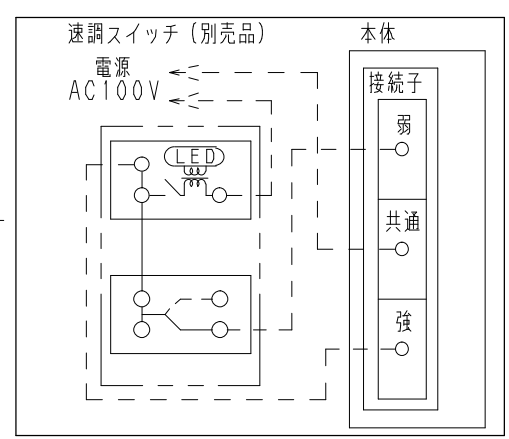 速調スイッチ（別売品）
本体
電源
AC100V
接続子
LED
弱
共通
強